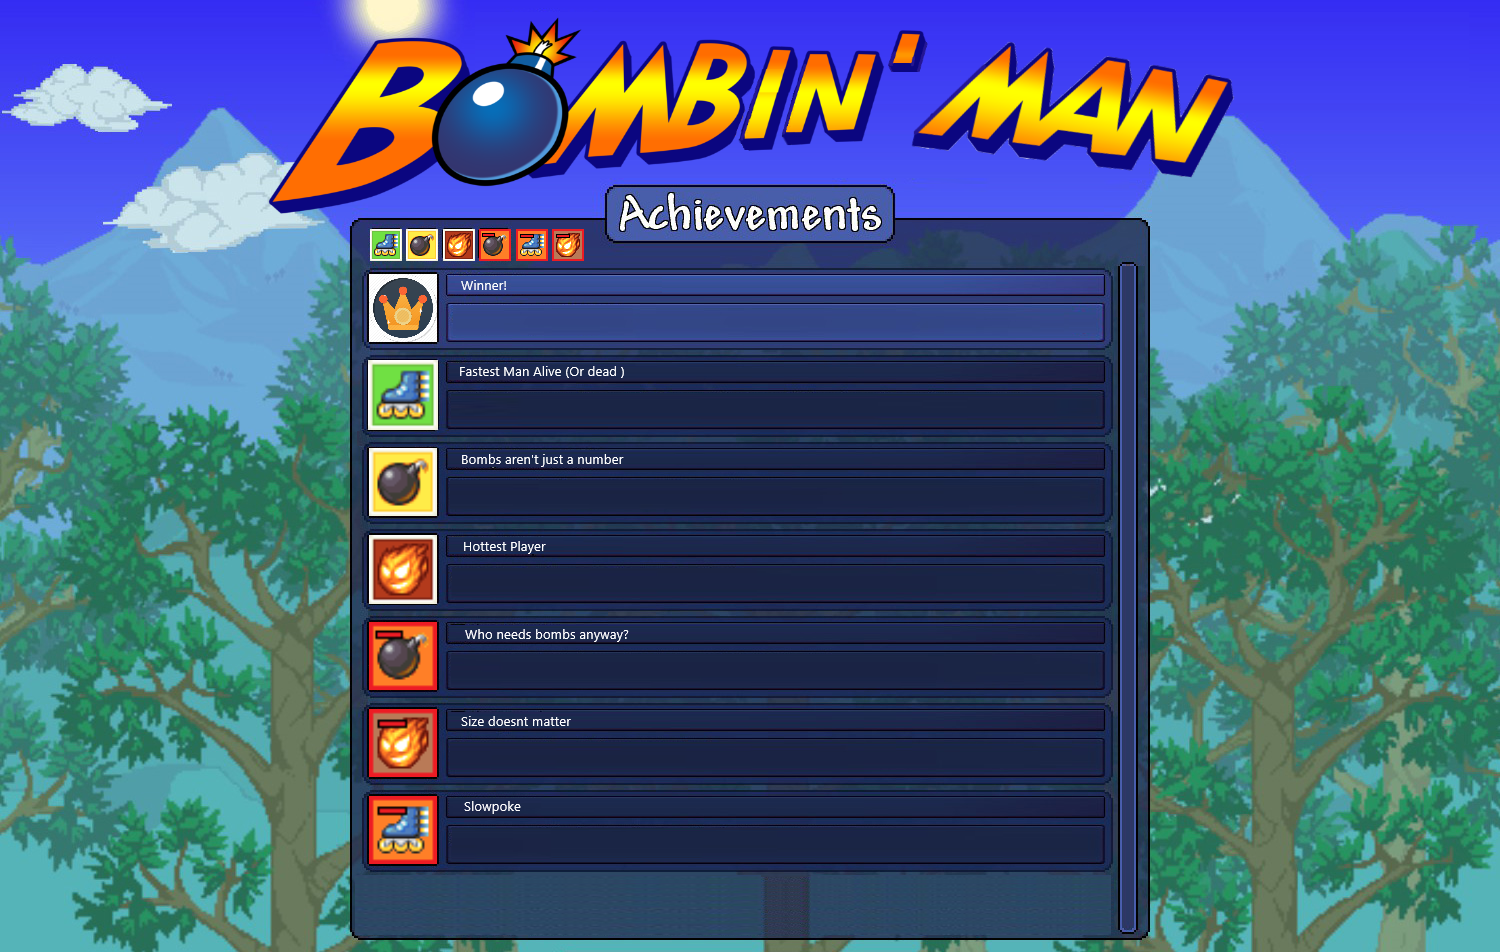 BOMBIN' MAN
Achievements
Winner!
Fastest Man Alive (Or dead )
Bombs aren't just a number
Hottest Player
Who needs bombs anyway?
Size doesnt matter
Slowpoke